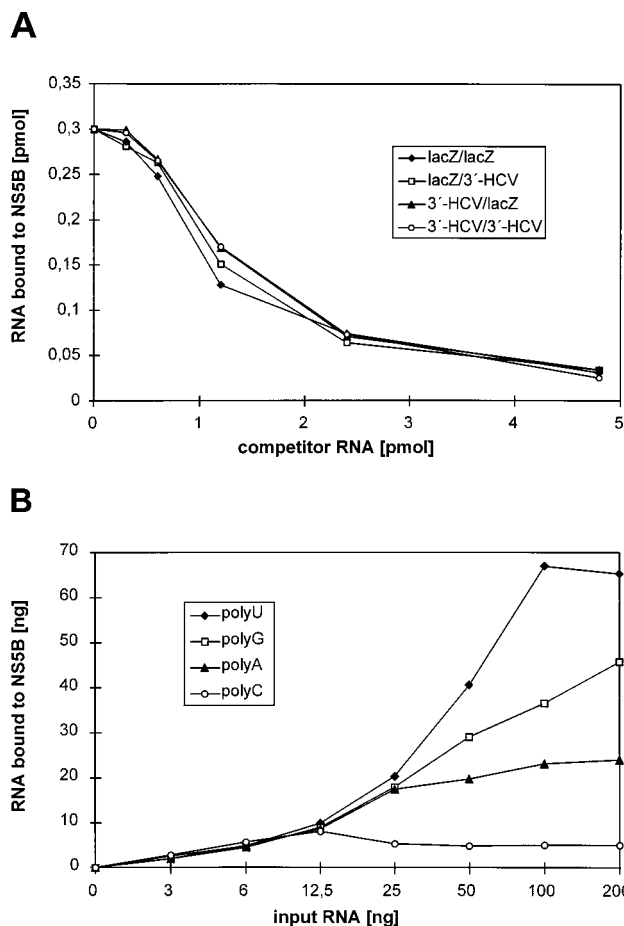 A
RNA bound to NS5B [pmol]
0,35
0,3
0,25
0,2
0,15
0,1
0,05
0
lacZ/lacZ
lacZ/3´-HCV
3´-HCV/lacZ
3´-HCV/3´-HCV
0 1 2 3 4 5
competitor RNA [pmol]
B
RNA bound to NS5B [ng]
70
60
50
40
30
20
10
0
polyU
polyG
polyA
polyC
0 3 6 12,5 25 50 100
input RNA [ng]